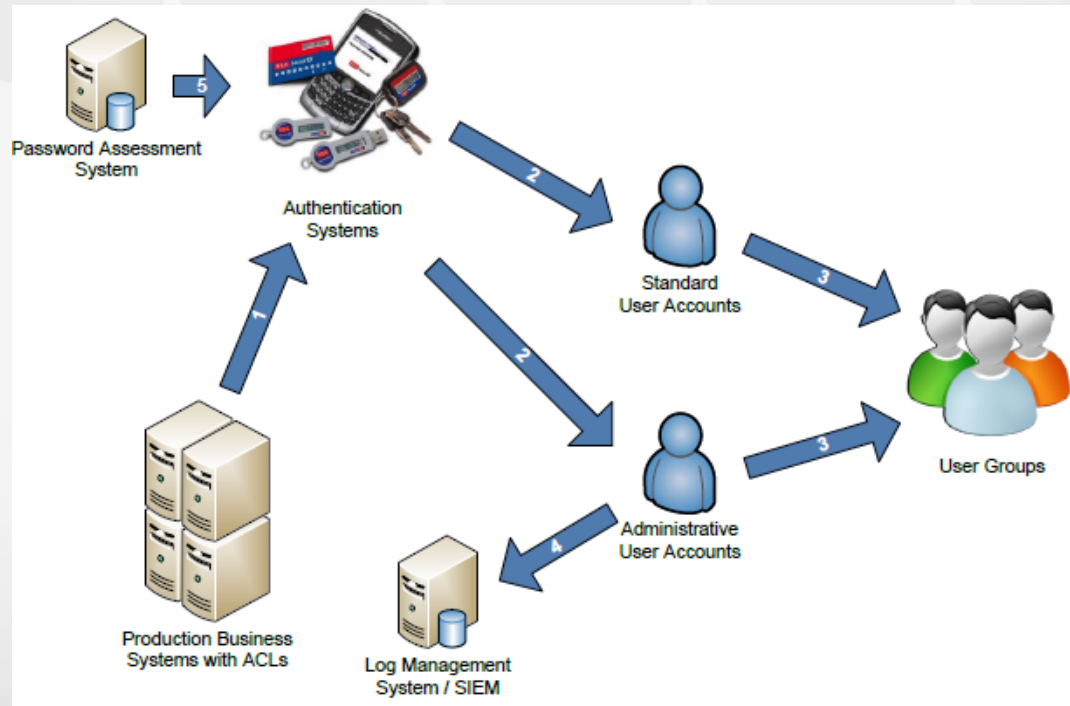 5
Password Assessment
System
Authentication
Systems
2
Standard
User Accounts
3
1
2
User Groups
3
Administrative
User Accounts
4
Production Business
Systems with ACLs
Log Management
System / SIEM